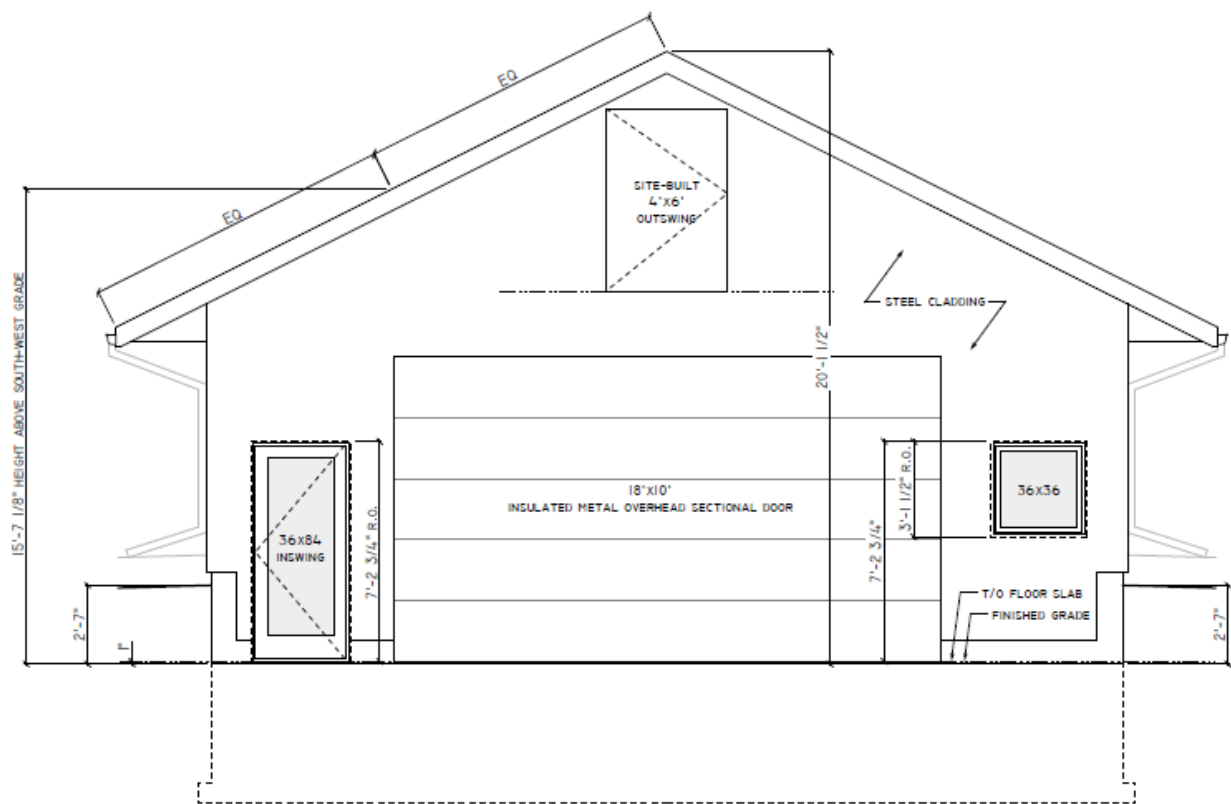 EQ
EQ
SITE-BUILT
4'X6'
OUTSWING
STEEL CLADDING
15'-7 1/8" HEIGHT ABOVE SOUTH-WEST GRADE
20'-1 1/2"
36X84
INSWING
7'-2 3/4" R.O.
18'X10'
INSULATED METAL OVERHEAD SECTIONAL DOOR
7'-2 3/4"
3'-1 1/2" R.O.
36X36
T/O FLOOR SLAB
FINISHED GRADE
2'-7"
1"
2'-7"